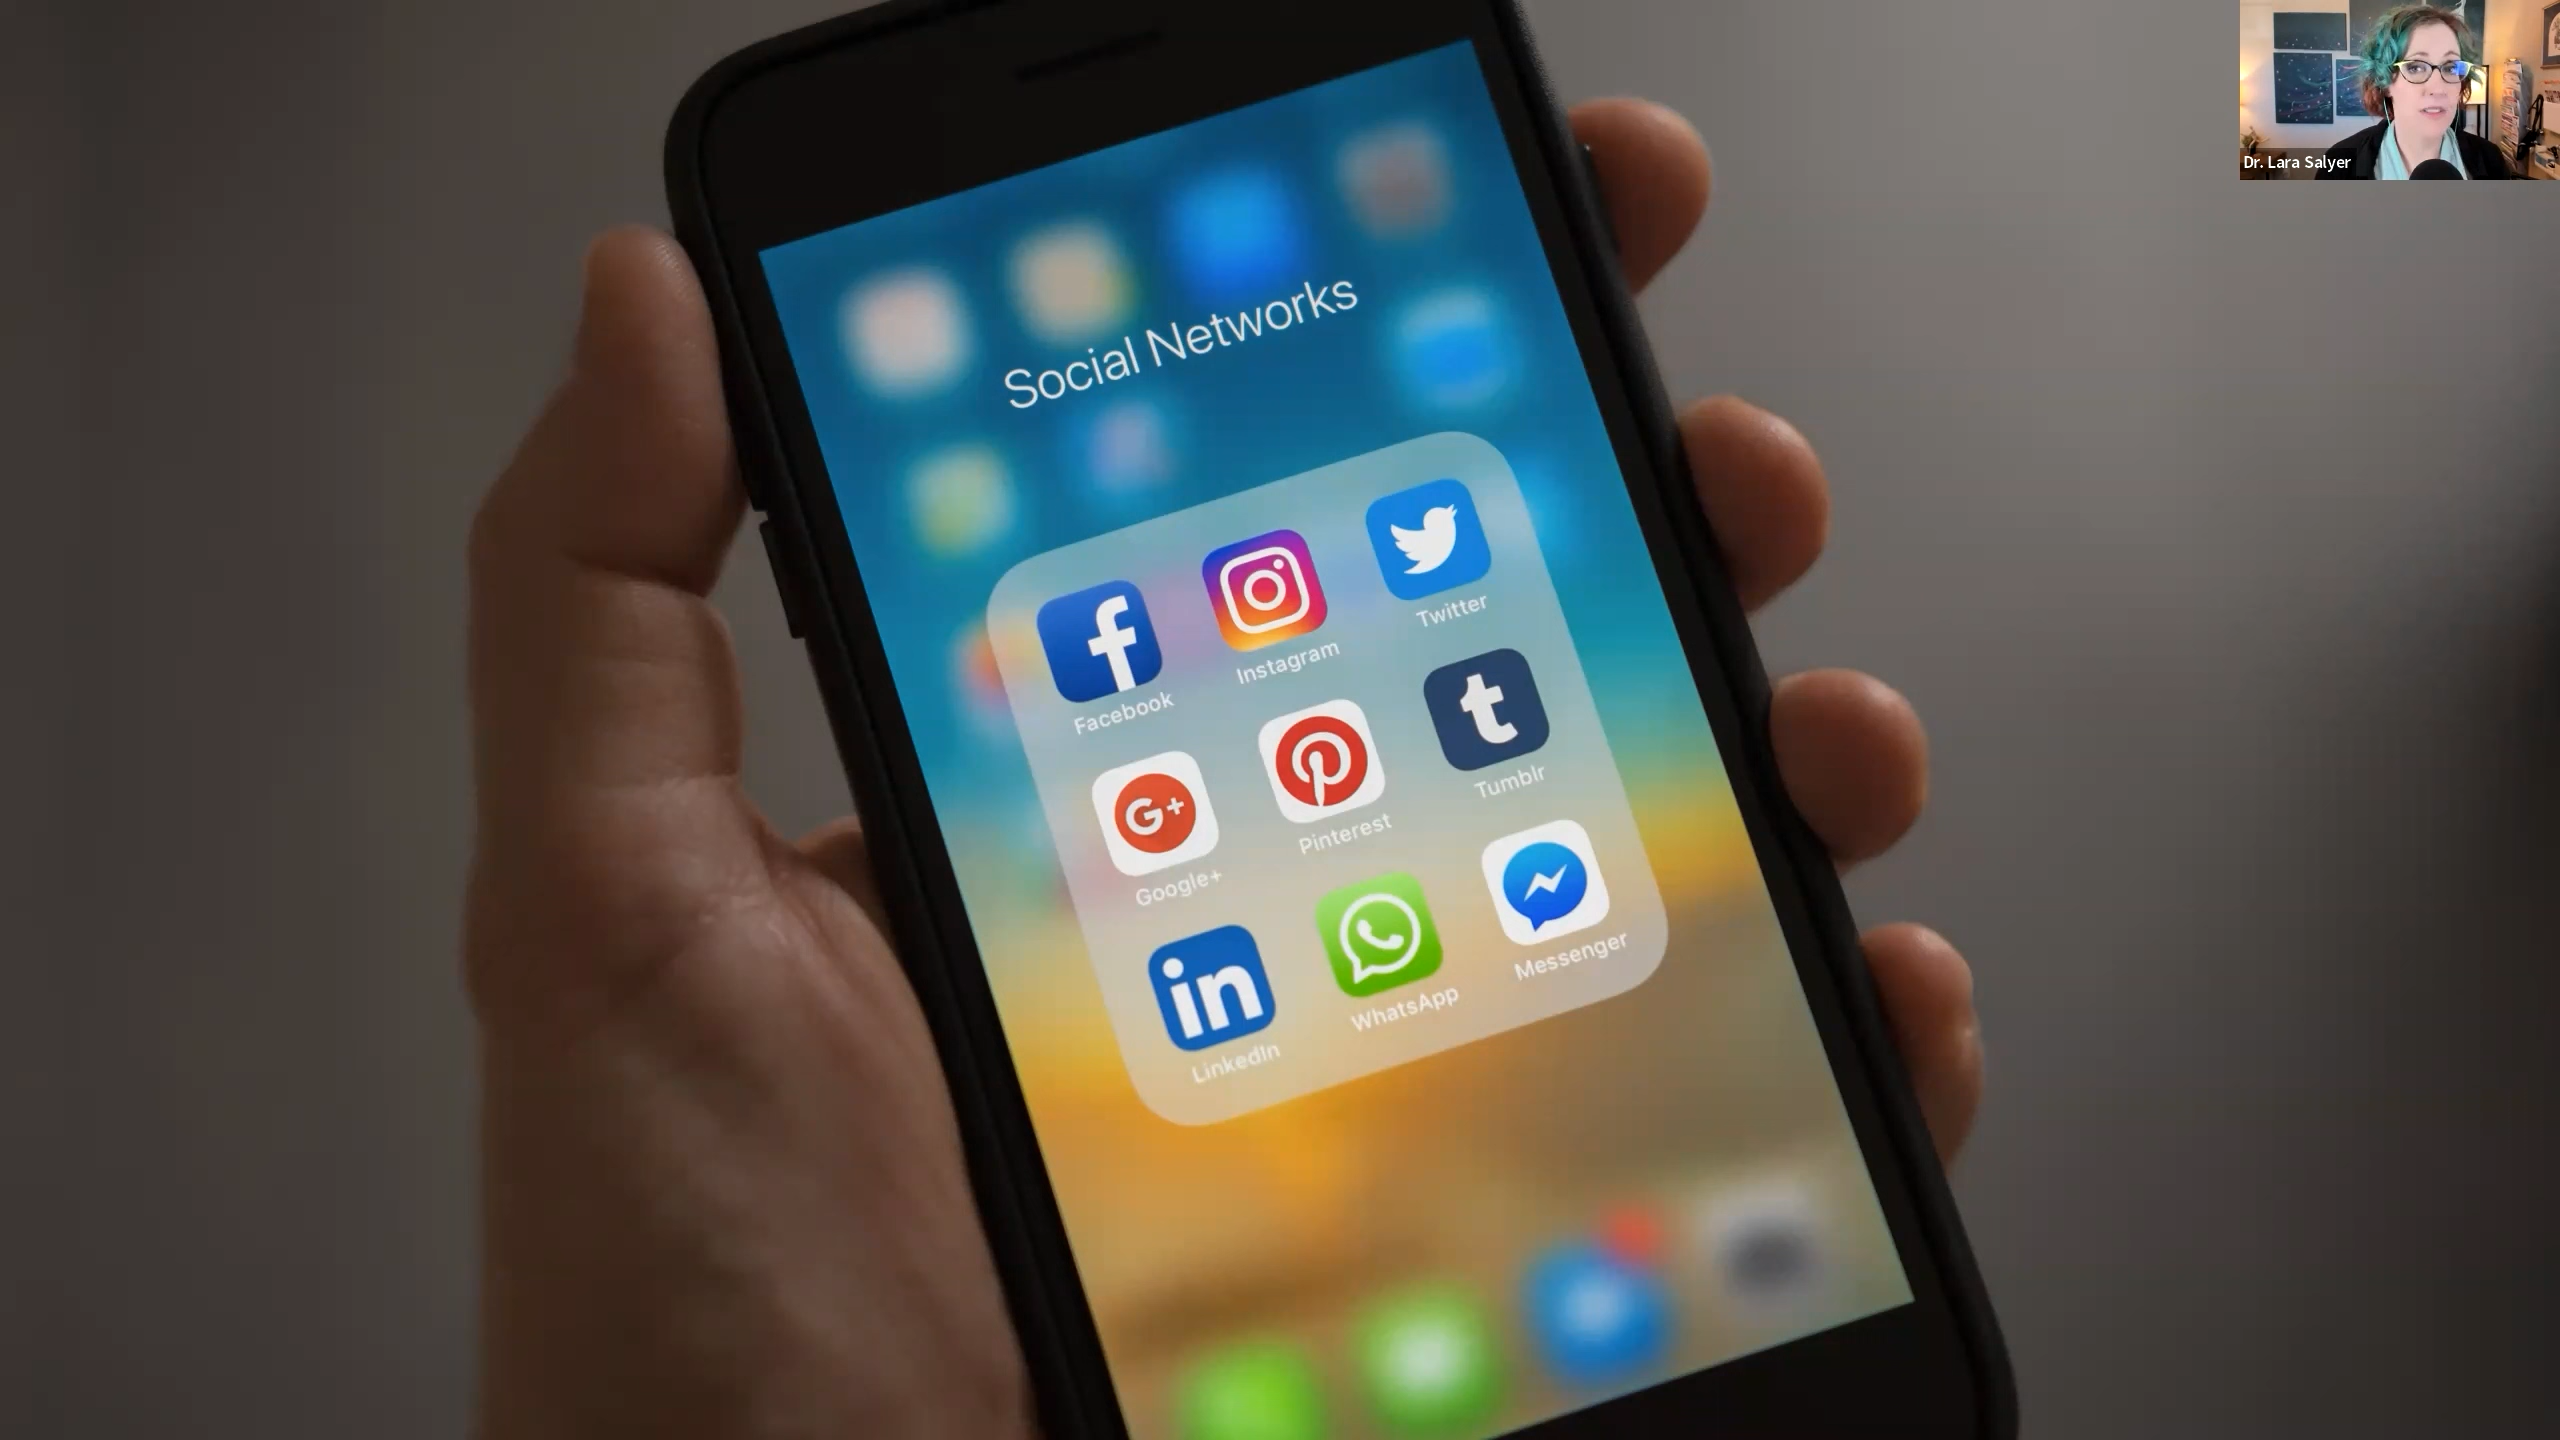 Dr. Lara Salyer
Social Networks
Facebook
Instagram
Twitter
Google+
Pinterest
Tumblr
LinkedIn
WhatsApp
Messenger